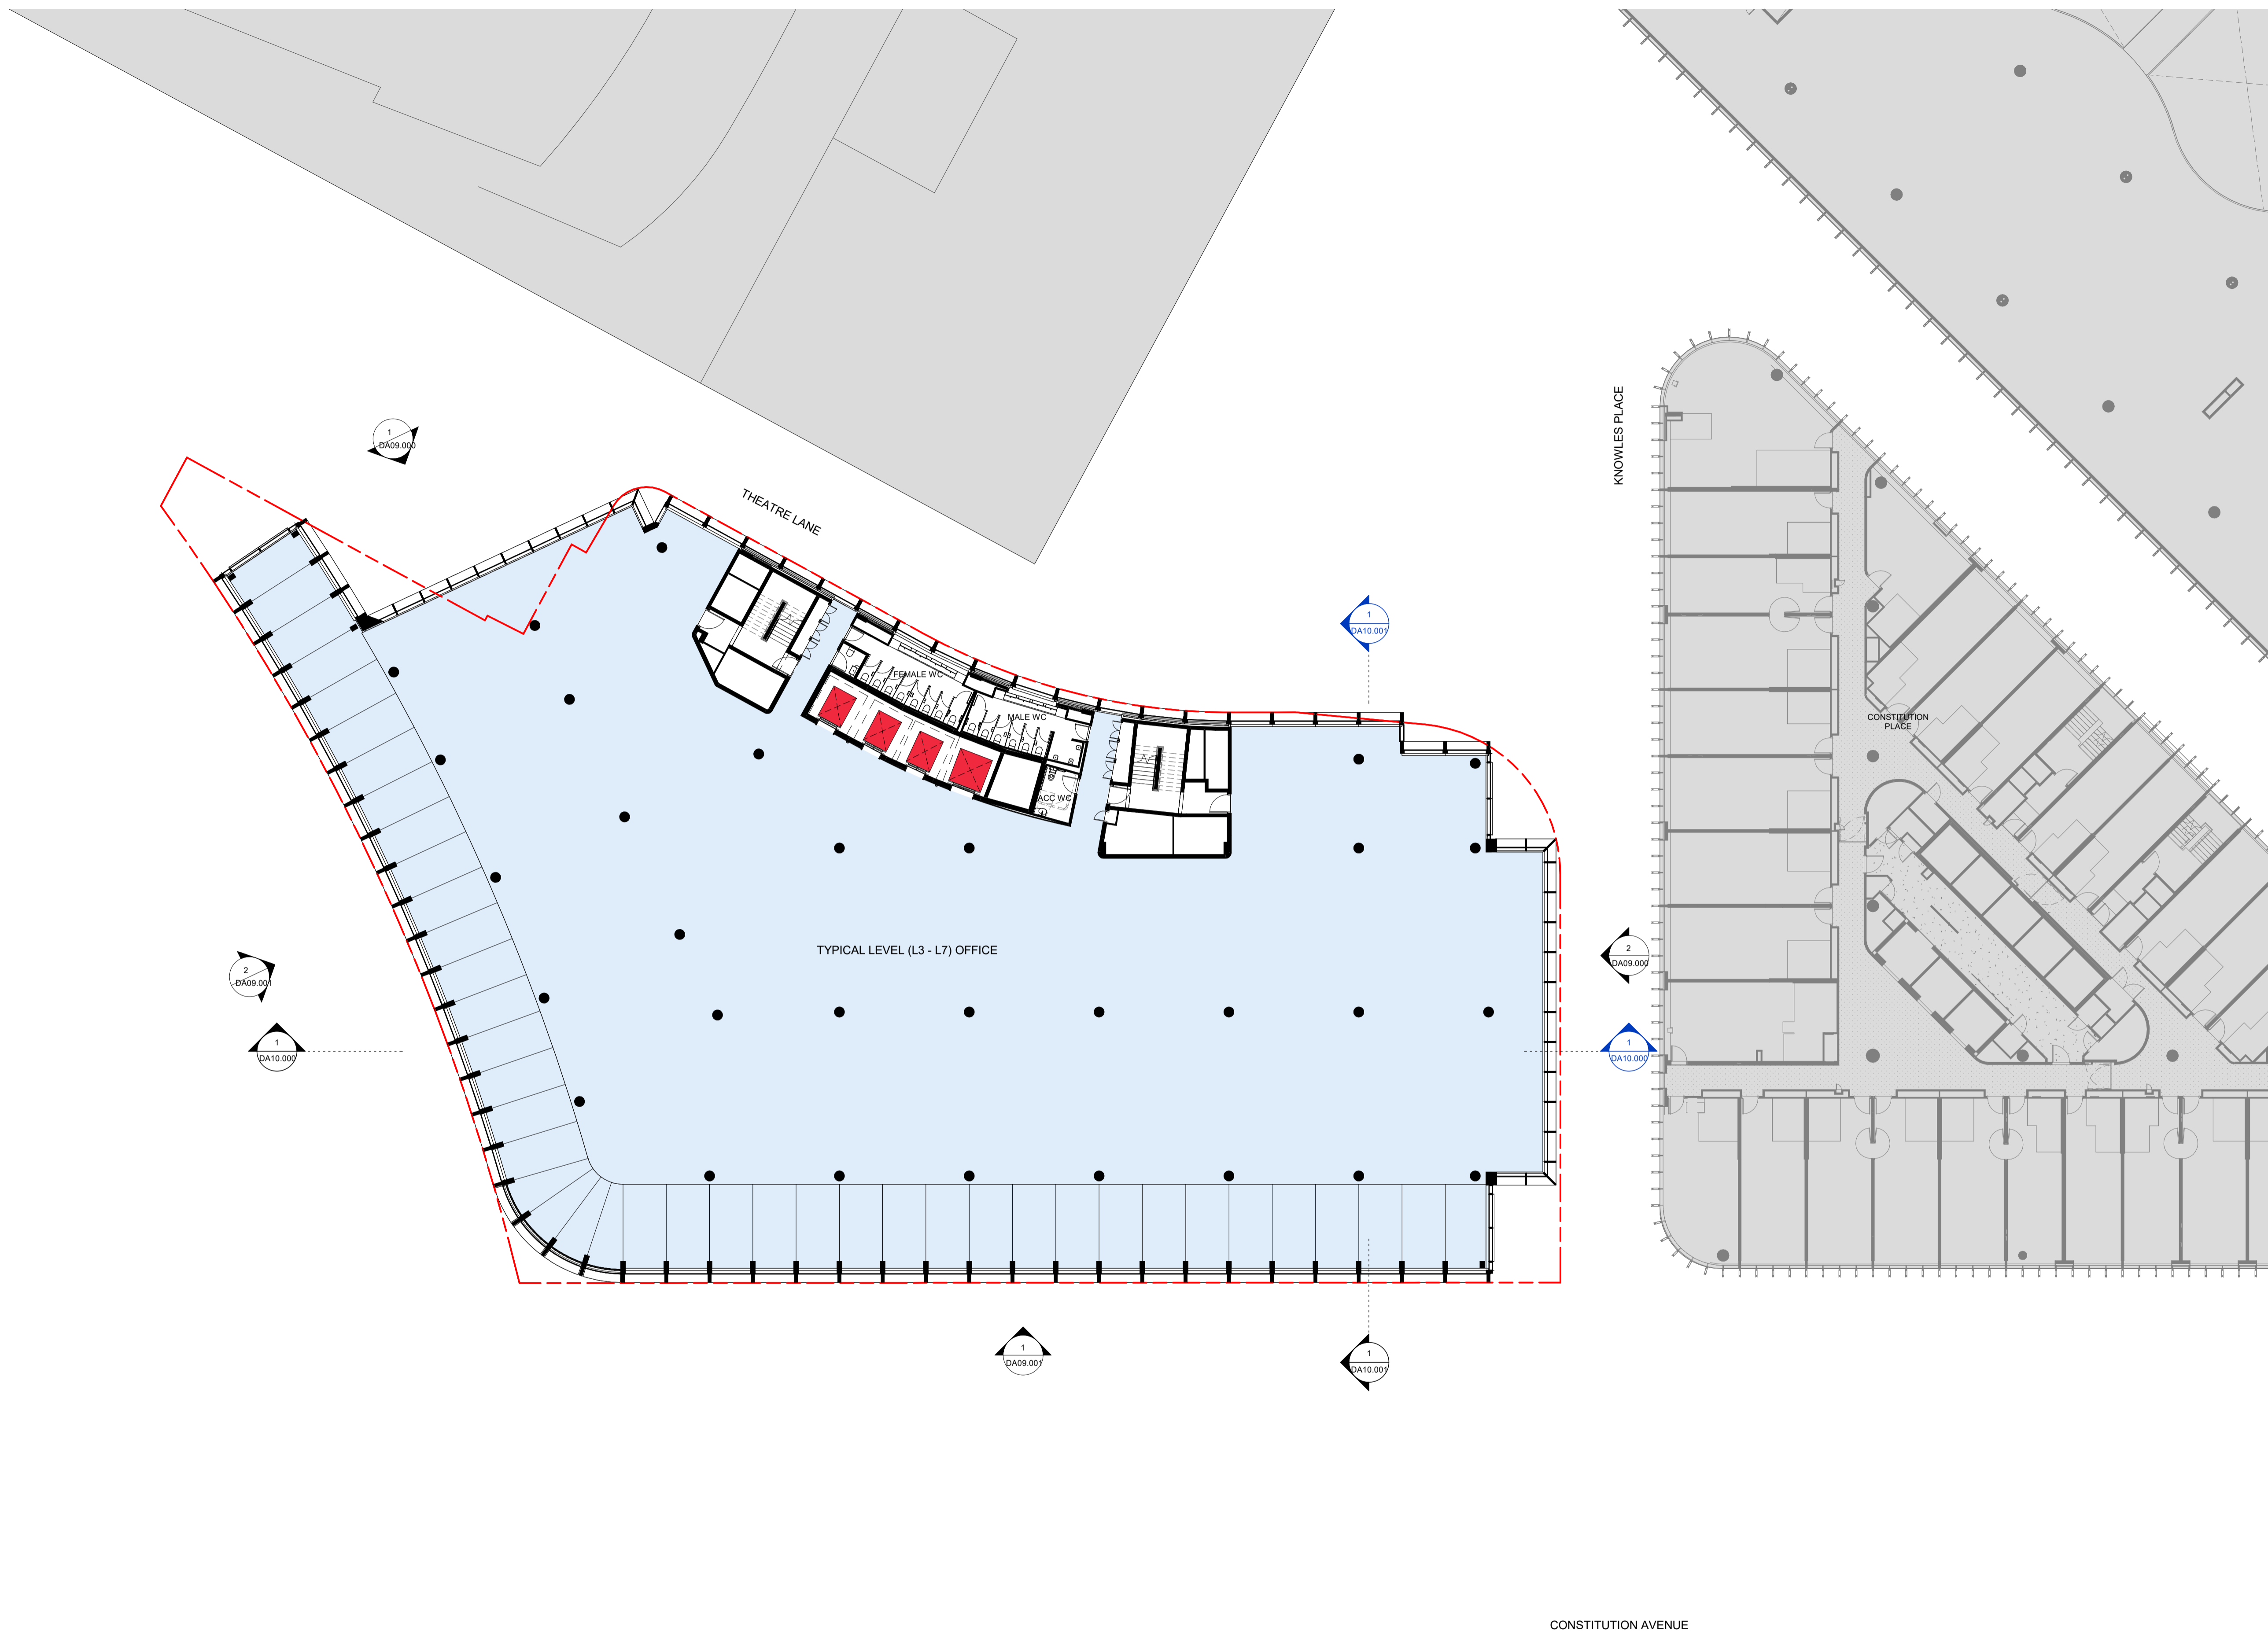 KNOWLES PLACE
1
DA09.000
THEATRE LANE
1
DA10.001
FEMALE WC
MALE WC
CONSTITUTION
PLACE
ACC WC
TYPICAL LEVEL (L3 - L7) OFFICE
2
DA09.000
2
DA09.001
1
DA10.000
1
DA10.000
1
DA09.001
1
DA10.001
CONSTITUTION AVENUE